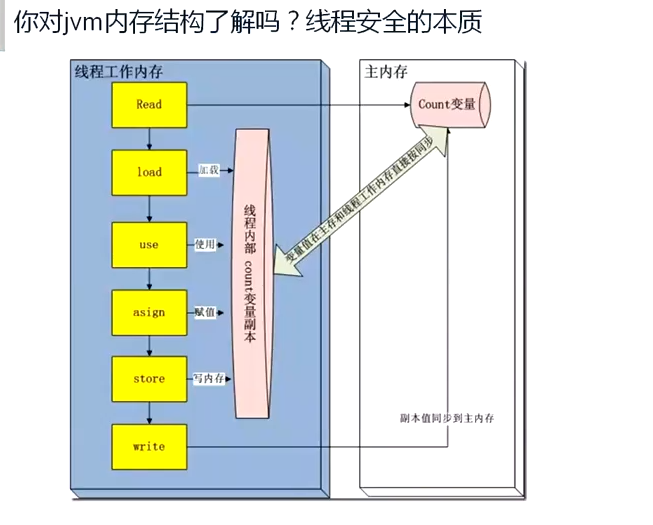 你对jvm内存结构了解吗？线程安全的本质
线程工作内存
主内存
Read
Count变量
load
加载
变量值在主存和线程工作内存直接按同步
线程内部 count变量副本
use
使用
asign
赋值
store
写内存
副本值同步到主内存
write